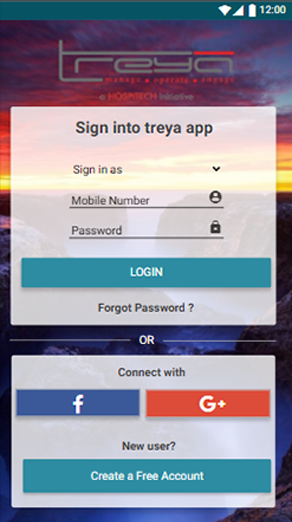 12:00
treya
manage • operate • engage
a HOSPITECH Initiative
Sign into treya app
Sign in as
Mobile Number
Password
LOGIN
Forgot Password ?
OR
Connect with
f
G+
New user?
Create a Free Account